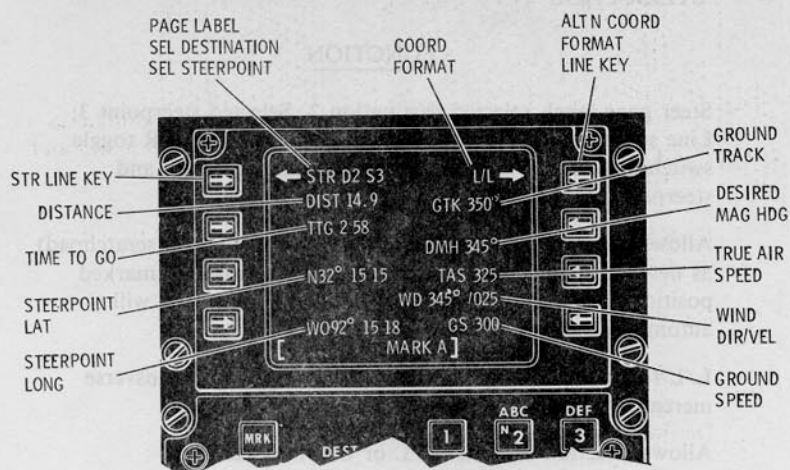 PAGE LABEL
SEL DESTINATION
SEL STEERPOINT
COORD
FORMAT
ALTN COORD
FORMAT
LINE KEY
STR LINE KEY
DISTANCE
TIME TO GO
STEERPOINT
LAT
STEERPOINT
LONG
STR D2 S3
L/L
DIST 14.9
GTK 350°
TTG 2 58
DMH 345°
N32° 15 15
TAS 325
WD 345° /025
WO92° 15 18
GS 300
[ MARK A ]
GROUND
TRACK
DESIRED
MAG HDG
TRUE AIR
SPEED
WIND
DIR/VEL
GROUND
SPEED
MRK
DEST
1
ABC
N 2
DEF
3